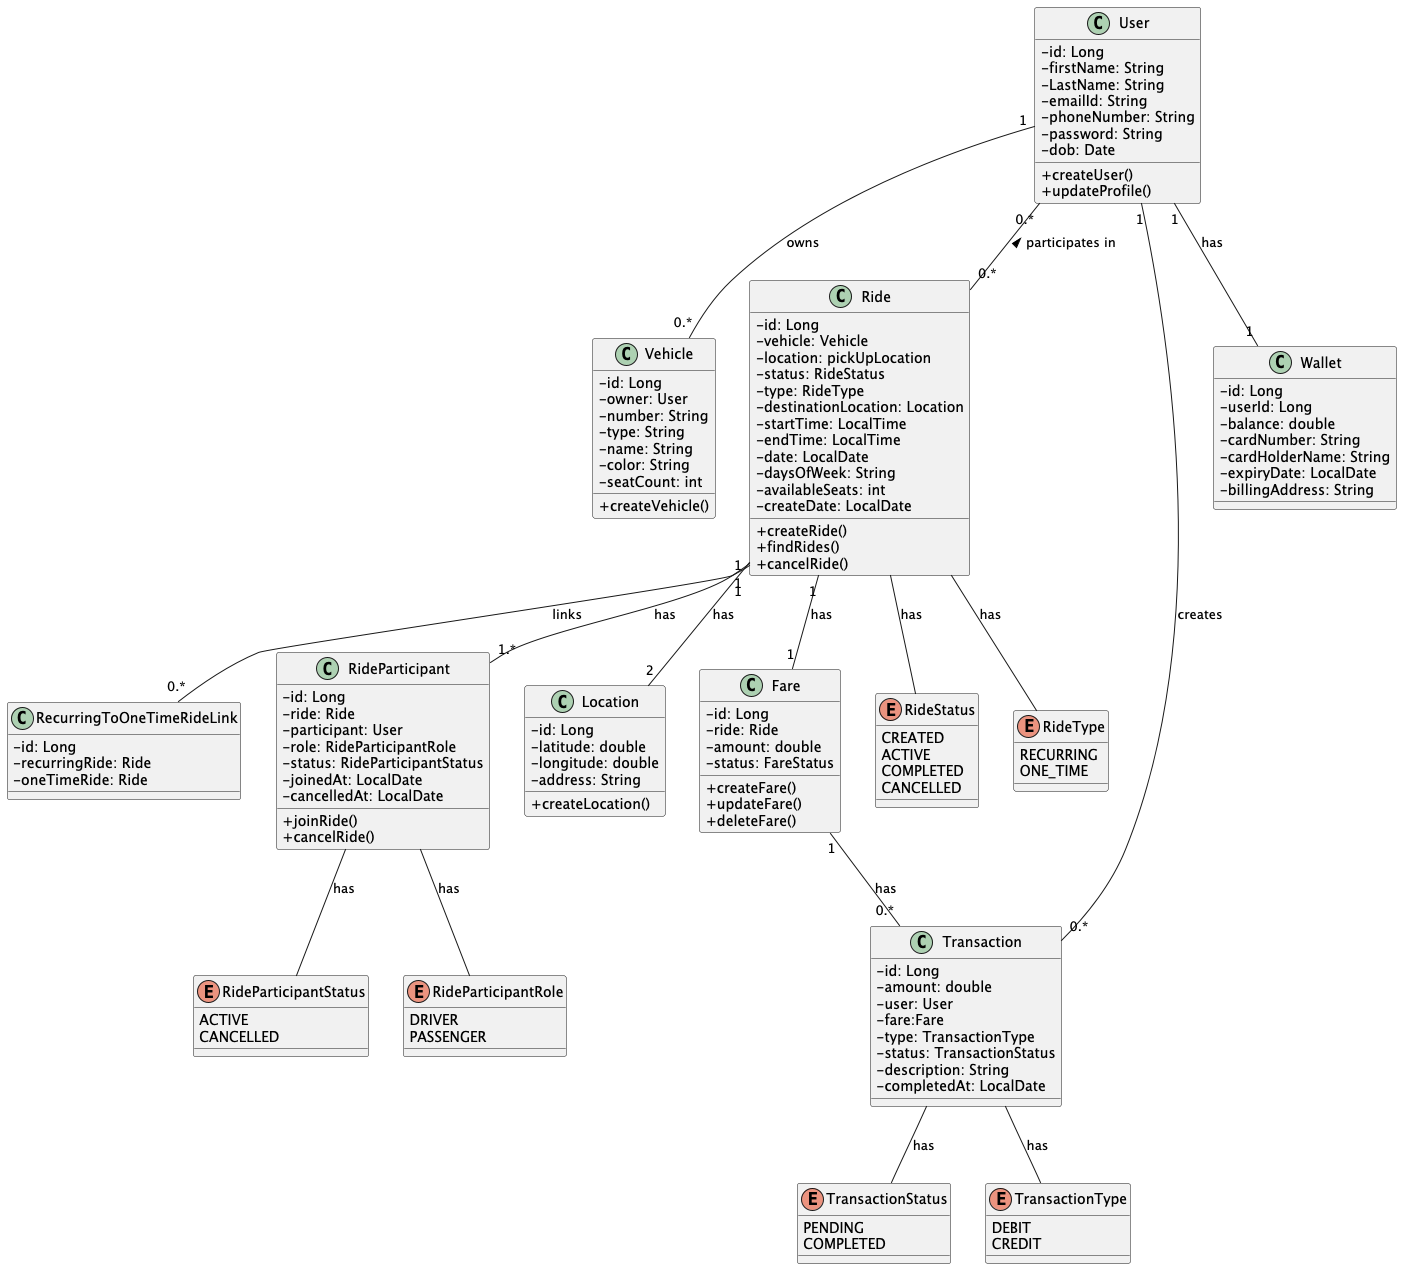 C User
-id: Long
-firstName: String
-LastName: String
-emailId: String
-phoneNumber: String
-password: String
-dob: Date
+createUser()
+updateProfile()
1
0.*
1
1
owns
participates in
has
0.*
0.*
1
C Vehicle
-id: Long
-owner: User
-number: String
-type: String
-name: String
-color: String
-seatCount: int
+createVehicle()
C Ride
-id: Long
-vehicle: Vehicle
-location: pickUpLocation
-status: RideStatus
-type: RideType
-destinationLocation: Location
-startTime: LocalTime
-endTime: LocalTime
-date: LocalDate
-daysOfWeek: String
-availableSeats: int
-createDate: LocalDate
+createRide()
+findRides()
+cancelRide()
C Wallet
-id: Long
-userId: Long
-balance: double
-cardNumber: String
-cardHolderName: String
-expiryDate: LocalDate
-billingAddress: String
1
1
1
1
links
has
has
has
has
has
creates
0.*
1.*
2
1
C RecurringToOneTimeRideLink
-id: Long
-recurringRide: Ride
-oneTimeRide: Ride
C RideParticipant
-id: Long
-ride: Ride
-participant: User
-role: RideParticipantRole
-status: RideParticipantStatus
-joinedAt: LocalDate
-cancelledAt: LocalDate
+joinRide()
+cancelRide()
C Location
-id: Long
-latitude: double
-longitude: double
-address: String
+createLocation()
C Fare
-id: Long
-ride: Ride
-amount: double
-status: FareStatus
+createFare()
+updateFare()
+deleteFare()
E RideStatus
CREATED
ACTIVE
COMPLETED
CANCELLED
E RideType
RECURRING
ONE_TIME
1
has
has
has
0.*
0.*
E RideParticipantStatus
ACTIVE
CANCELLED
E RideParticipantRole
DRIVER
PASSENGER
C Transaction
-id: Long
-amount: double
-user: User
-fare:Fare
-type: TransactionType
-status: TransactionStatus
-description: String
-completedAt: LocalDate
has
has
E TransactionStatus
PENDING
COMPLETED
E TransactionType
DEBIT
CREDIT